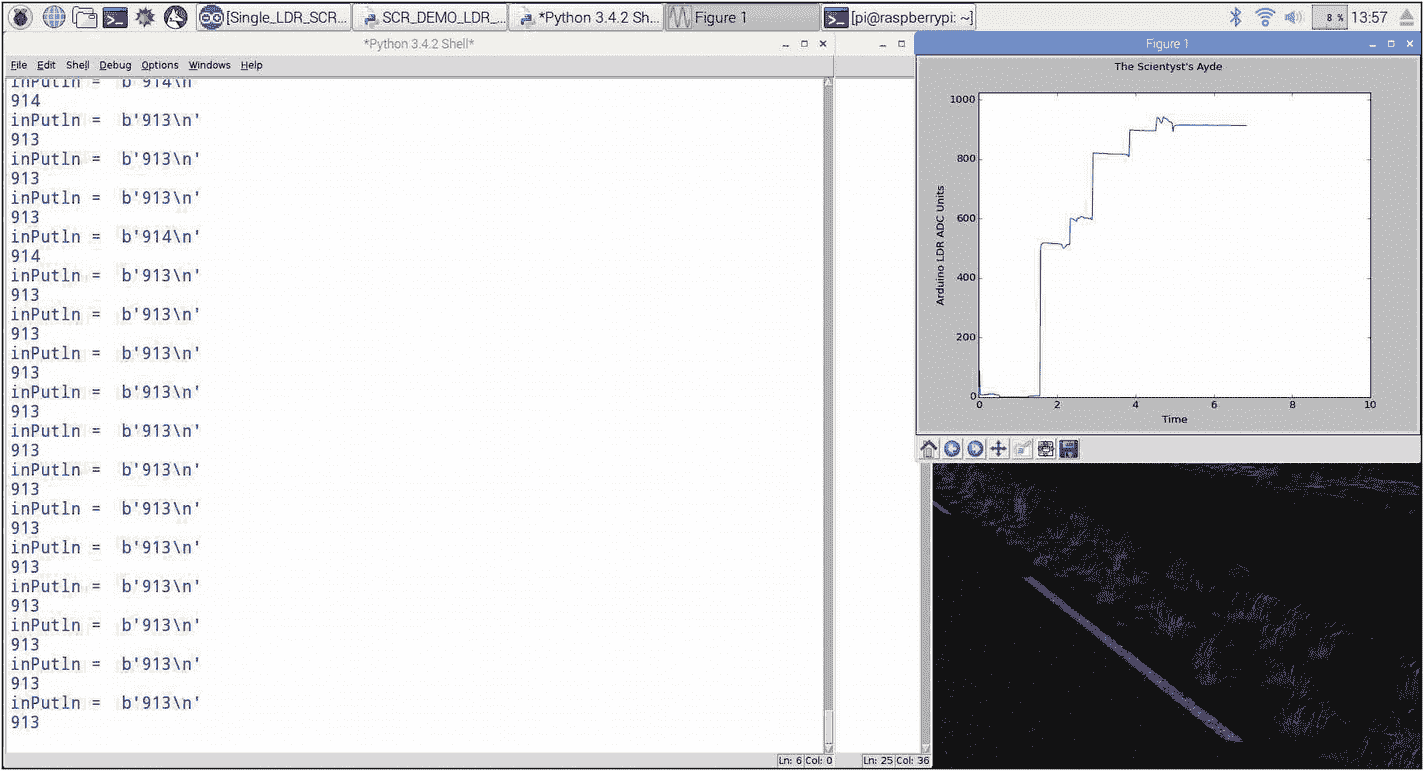 [Single_LDR_SCR...
SCR_DEMO_LDR_...
*Python 3.4.2 Sh...
Figure 1
[pi@raspberrypi: ~]
8 %
13:57
*Python 3.4.2 Shell*
File Edit Shell Debug Options Windows Help
inPutln =  b'914\n'
914
inPutln =  b'913\n'
913
inPutln =  b'913\n'
913
inPutln =  b'913\n'
913
inPutln =  b'914\n'
914
inPutln =  b'913\n'
913
inPutln =  b'913\n'
913
inPutln =  b'913\n'
913
inPutln =  b'913\n'
913
inPutln =  b'913\n'
913
inPutln =  b'913\n'
913
inPutln =  b'913\n'
913
inPutln =  b'913\n'
913
inPutln =  b'913\n'
913
inPutln =  b'913\n'
913
inPutln =  b'913\n'
913
inPutln =  b'913\n'
913
Ln: 6 Col: 0
Ln: 25 Col: 36
Figure 1
The Scientyst's Ayde
1000
800
600
400
200
0
Arduino LDR ADC Units
0 2 4 6 8 10
Time